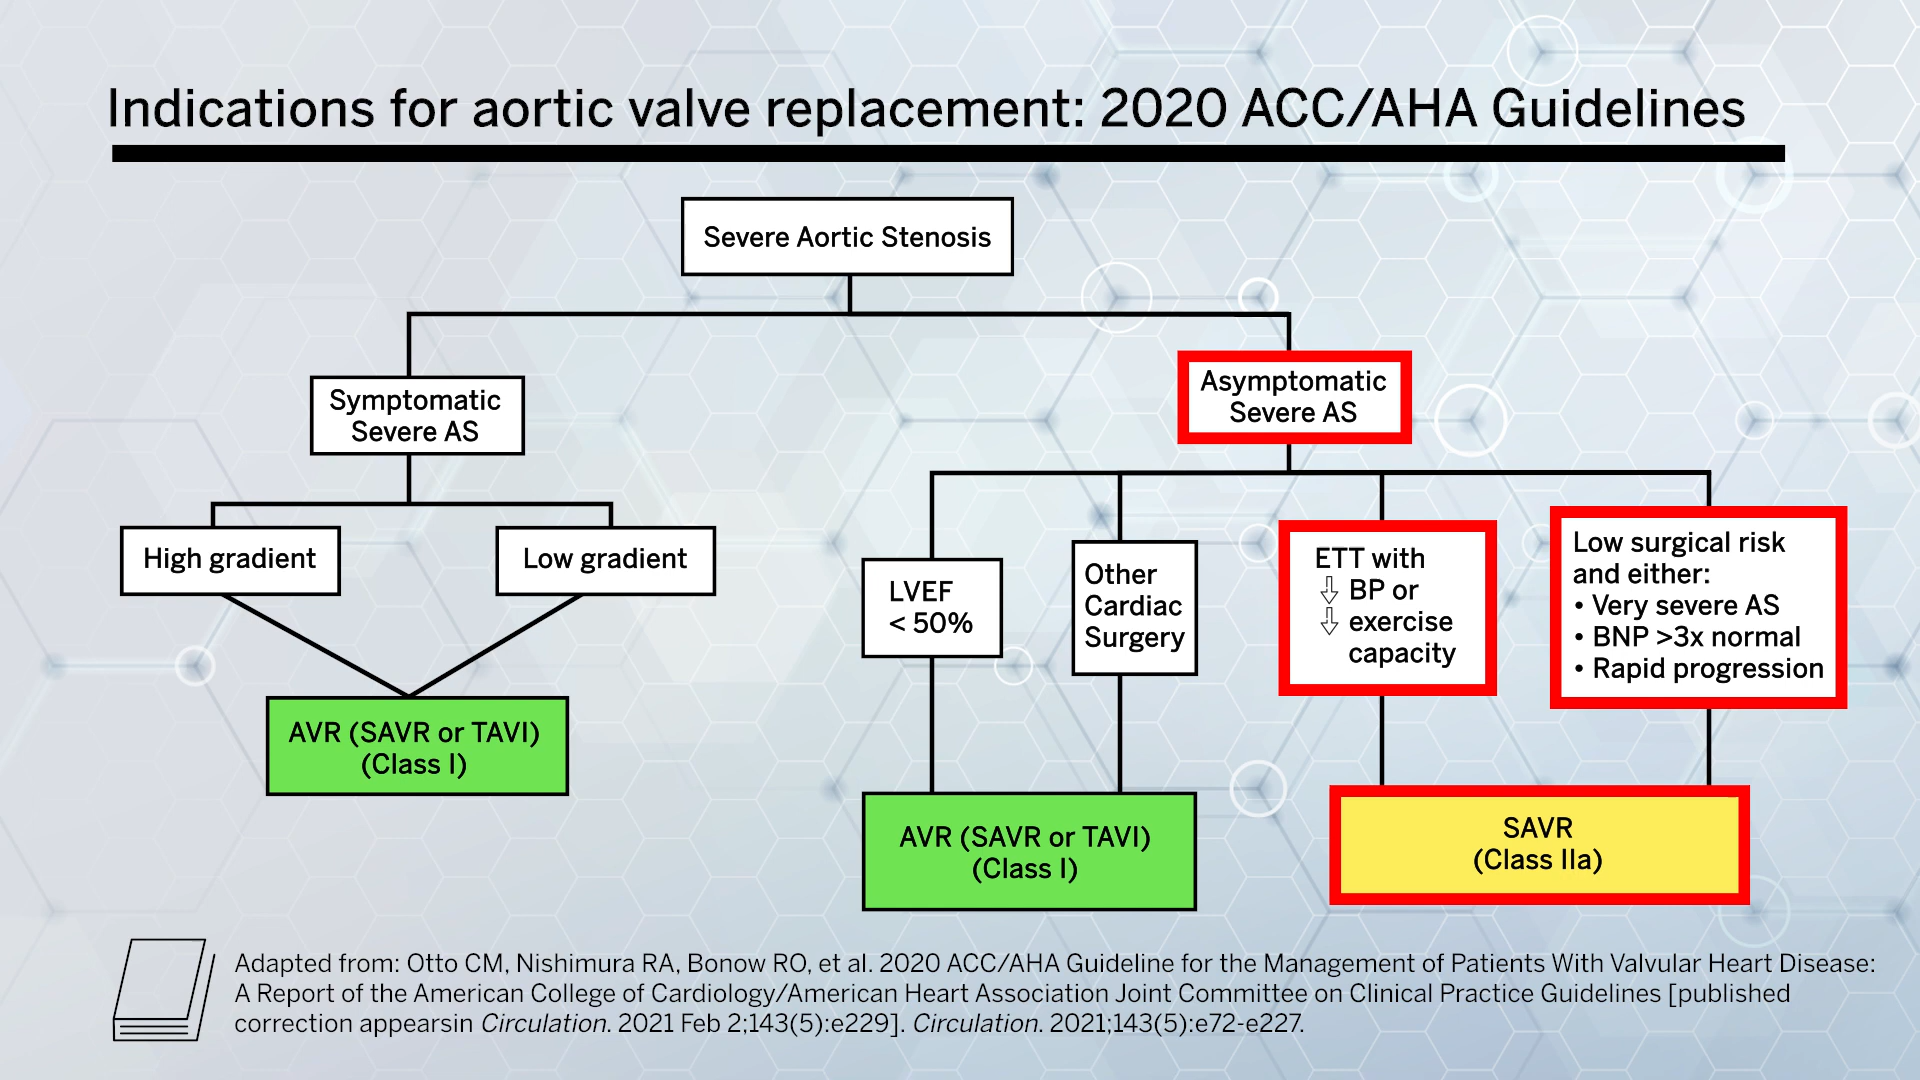 Indications for aortic valve replacement: 2020 ACC/AHA Guidelines
Severe Aortic Stenosis
Symptomatic
Severe AS
Asymptomatic
Severe AS
High gradient
Low gradient
LVEF
< 50%
Other
Cardiac
Surgery
ETT with
⇩ BP or
⇩ exercise
capacity
Low surgical risk
and either:
• Very severe AS
• BNP >3x normal
• Rapid progression
AVR (SAVR or TAVI)
(Class I)
AVR (SAVR or TAVI)
(Class I)
SAVR
(Class IIa)
Adapted from: Otto CM, Nishimura RA, Bonow RO, et al. 2020 ACC/AHA Guideline for the Management of Patients With Valvular Heart Disease:
A Report of the American College of Cardiology/American Heart Association Joint Committee on Clinical Practice Guidelines [published
correction appearsin Circulation. 2021 Feb 2;143(5):e229]. Circulation. 2021;143(5):e72-e227.